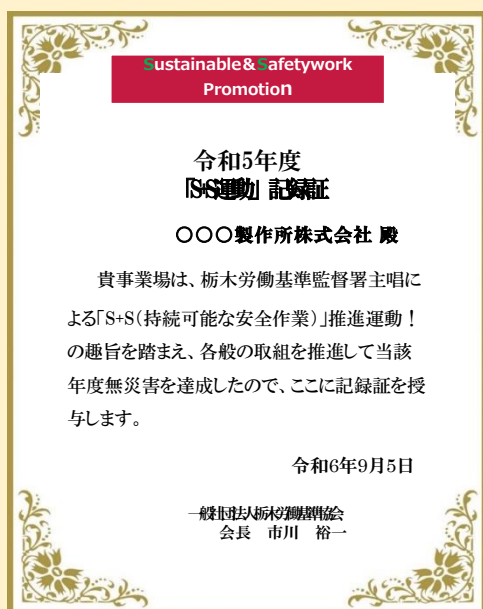 Sustainable&Safetywork
Promotion
令和5年度
「S+S運動」記録証
〇〇〇製作所株式会社 殿
貴事業場は、栃木労働基準監督署主唱に
よる「S+S(持続可能な安全作業)」推進運動！
の趣旨を踏まえ、各般の取組を推進して当該
年度無災害を達成したので、ここに記録証を授
与します。
令和6年9月5日
一般社団法人栃木労働基準協会
会長 市川 裕一